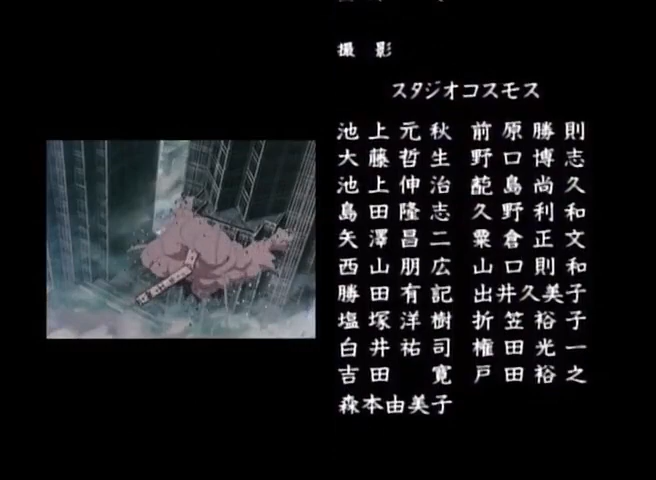 撮影
スタジオコスモス
池上元秋 前原勝則
大藤哲生 野口博志
池上伸治 能島尚久
島田隆志 久野利和
矢澤昌二 粟倉正文
西山朋広 山口則和
勝田有記 出井久美子
塩塚洋樹 折笠裕子
白井祐司 権田光一
吉田 寛 戸田裕之
森本由美子